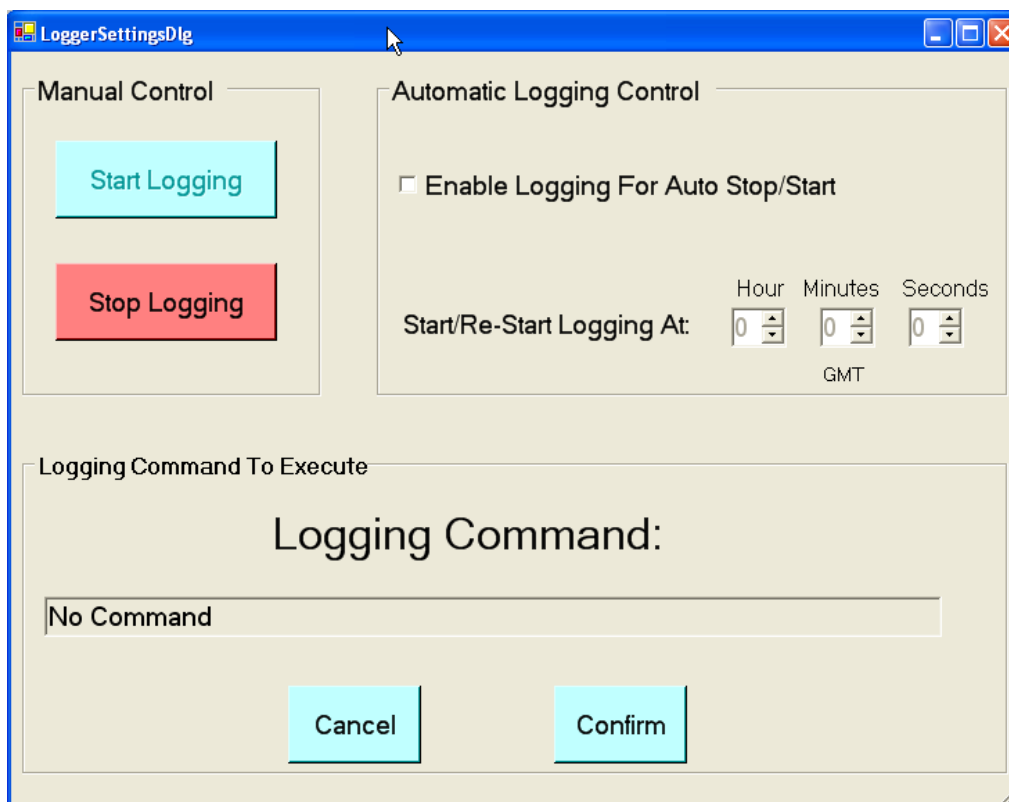 LoggerSettingsDlg
Manual Control
Start Logging
Stop Logging
Automatic Logging Control
Enable Logging For Auto Stop/Start
Hour Minutes Seconds
Start/Re-Start Logging At: 0 0 0
GMT
Logging Command To Execute
Logging Command:
No Command
Cancel Confirm